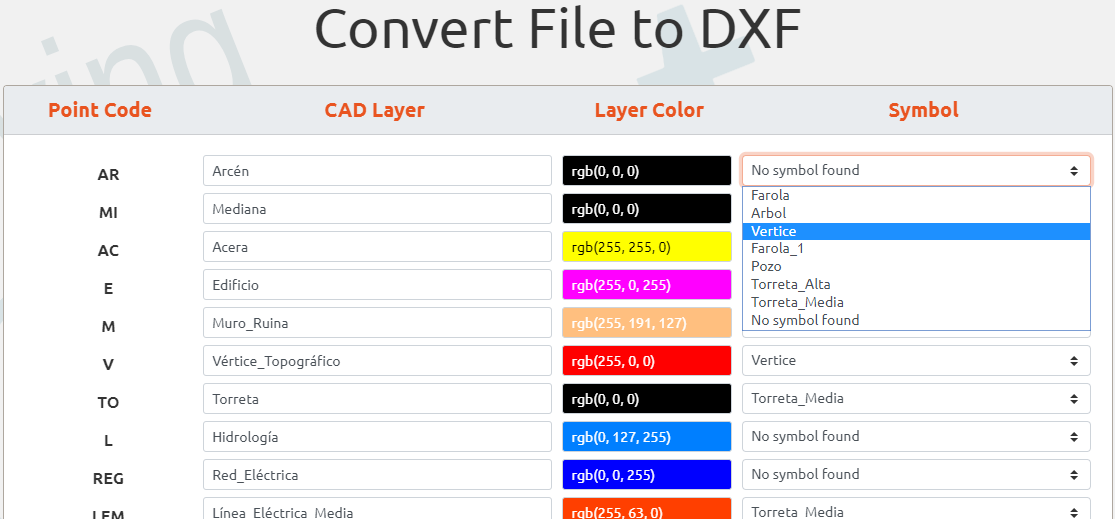 Convert File to DXF
Point Code CAD Layer Layer Color Symbol
AR Arcén rgb(0, 0, 0) No symbol found
Farola
Arbol
MI Mediana rgb(0, 0, 0)
Vertice
AC Acera rgb(255, 255, 0) Farola_1
Pozo
E Edificio rgb(255, 0, 255) Torreta_Alta
Torreta_Media
M Muro_Ruina rgb(255, 191, 127) No symbol found
V Vértice_Topográfico rgb(255, 0, 0) Vertice
TO Torreta rgb(0, 0, 0) Torreta_Media
L Hidrología rgb(0, 127, 255) No symbol found
REG Red_Eléctrica rgb(0, 0, 255) No symbol found
LEM Línea_Eléctrica_Media rgb(255, 63, 0) Torreta_Media